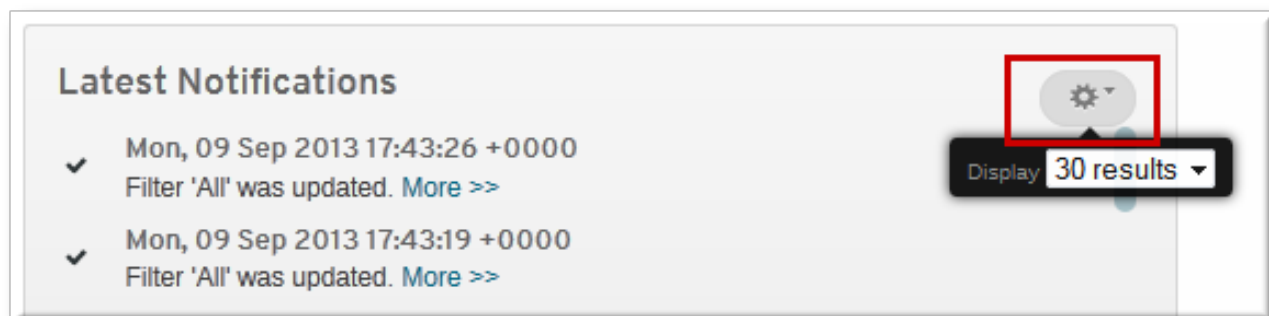 Latest Notifications
Mon, 09 Sep 2013 17:43:26 +0000
Filter 'All' was updated. More >>
Display 30 results
Mon, 09 Sep 2013 17:43:19 +0000
Filter 'All' was updated. More >>